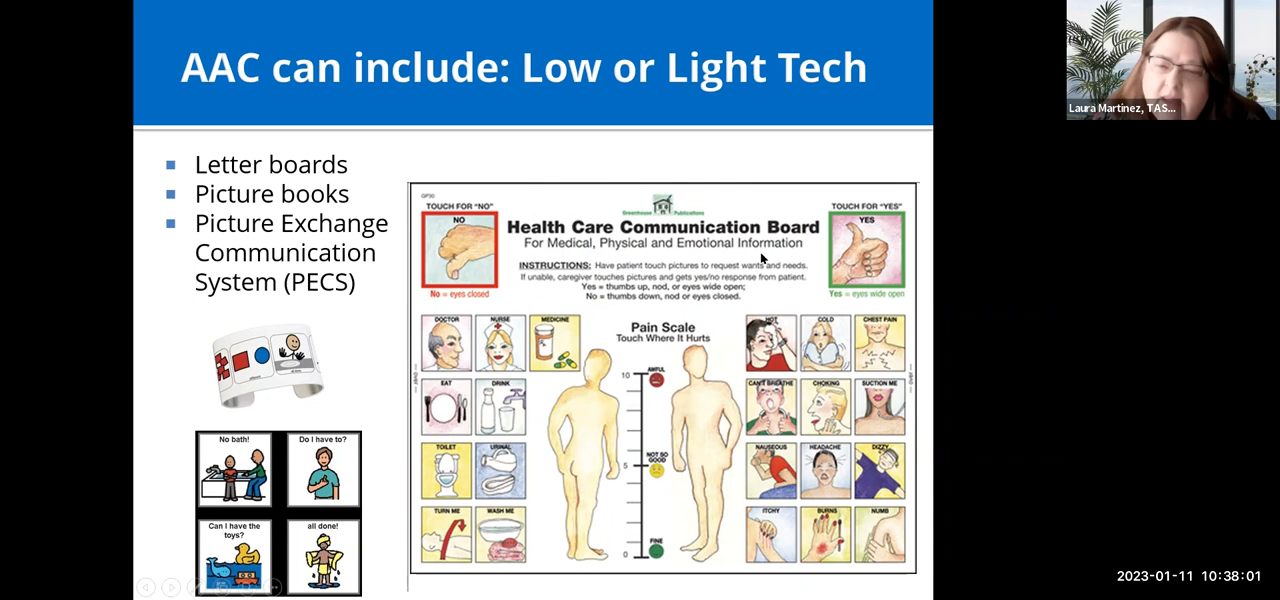 AAC can include: Low or Light Tech
Laura Martinez, TAS...
Letter boards
Picture books
Picture Exchange
Communication
System (PECS)
GP30
Greenhouse Publications
TOUCH FOR "NO"
NO
No = eyes closed
Health Care Communication Board
For Medical, Physical and Emotional Information
INSTRUCTIONS: Have patient touch pictures to request wants and needs.
If unable, caregiver touches pictures and gets yes/no response from patient.
Yes = thumbs up, nod, or eyes wide open;
No = thumbs down, nod or eyes closed.
TOUCH FOR "YES"
YES
Yes = eyes wide open
DOCTOR
NURSE
MEDICINE
EAT
DRINK
TOILET
URINAL
TURN ME
WASH ME
Pain Scale
Touch Where It Hurts
10
AWFUL
5
NOT SO
GOOD
0
FINE
HOT
COLD
CHEST PAIN
CAN'T BREATHE
CHOKING
SUCTION ME
NAUSEOUS
HEADACHE
DIZZY
ITCHY
BURNS
NUMB
No bath!
Do I have to?
Can I have the
toys?
all done!
2023-01-11 10:38:01